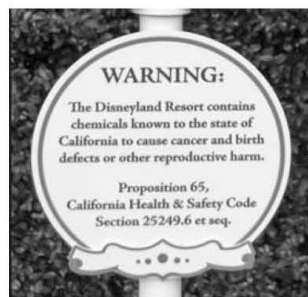 WARNING:
The Disneyland Resort contains
chemicals known to the state of
California to cause cancer and birth
defects or other reproductive harm.
Proposition 65,
California Health & Safety Code
Section 25249.6 et seq.